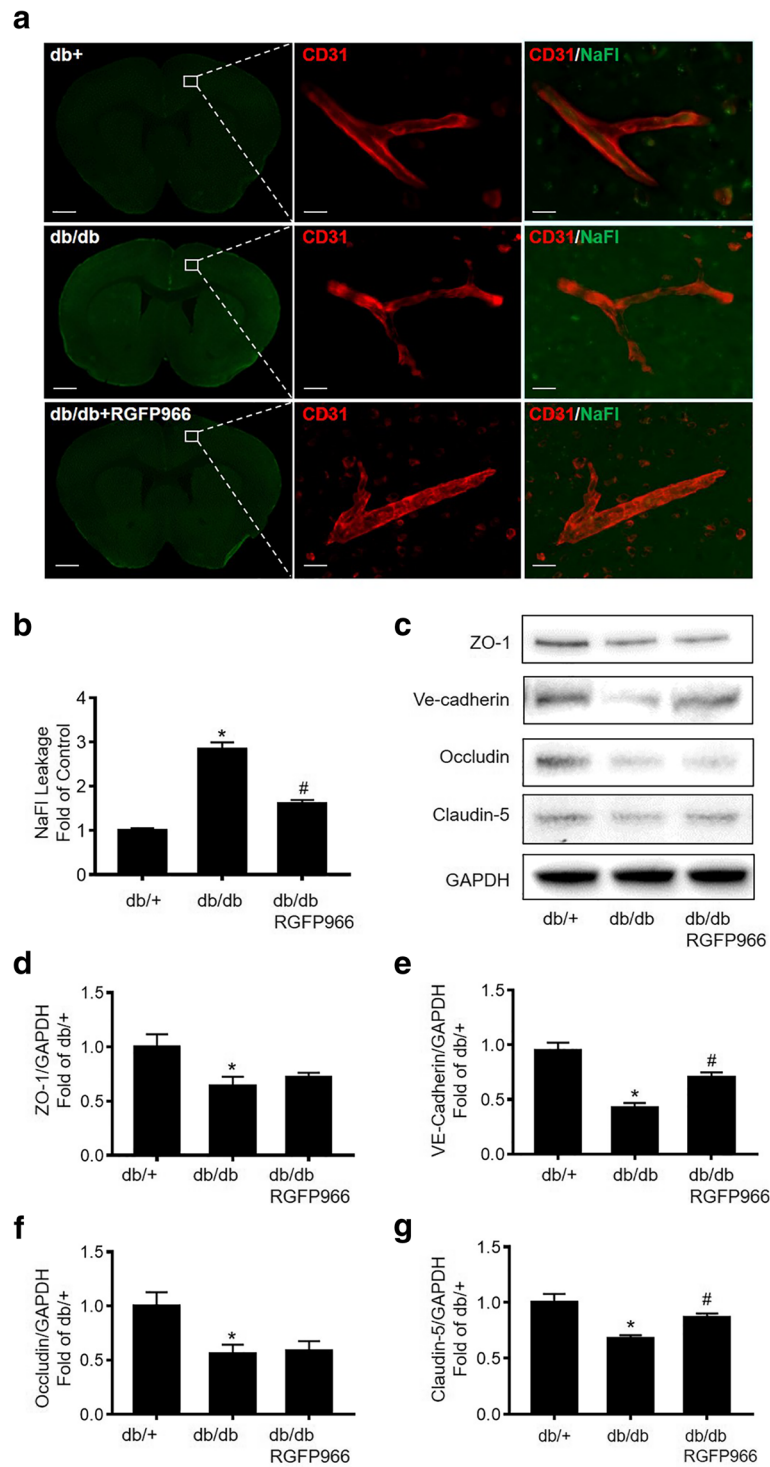 a
db+
CD31
CD31/NaFl
db/db
CD31
CD31/NaFl
db/db+RGFP966
CD31
CD31/NaFl
b
NaFl Leakage
Fold of Control
4
3
2
1
0
*
#
db/+
db/db
db/db
RGFP966
c
ZO-1
Ve-cadherin
Occludin
Claudin-5
GAPDH
db/+
db/db
db/db
RGFP966
d
ZO-1/GAPDH
Fold of db/+
1.5
1.0
0.5
0.0
*
db/+
db/db
db/db
RGFP966
e
VE-Cadherin/GAPDH
Fold of db/+
1.5
1.0
0.5
0.0
*
#
db/+
db/db
db/db
RGFP966
f
Occludin/GAPDH
Fold of db/+
1.5
1.0
0.5
0.0
*
db/+
db/db
db/db
RGFP966
g
Claudin-5/GAPDH
Fold of db/+
1.5
1.0
0.5
0.0
*
#
db/+
db/db
db/db
RGFP966